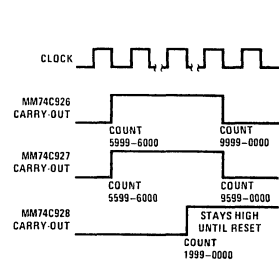 CLOCK
MM74C926
CARRY-OUT
COUNT
5999-6000
COUNT
9999-0000
MM74C927
CARRY-OUT
COUNT
5599-6000
COUNT
9599-0000
MM74C928
CARRY-OUT
STAYS HIGH
UNTIL RESET
COUNT
1999-0000